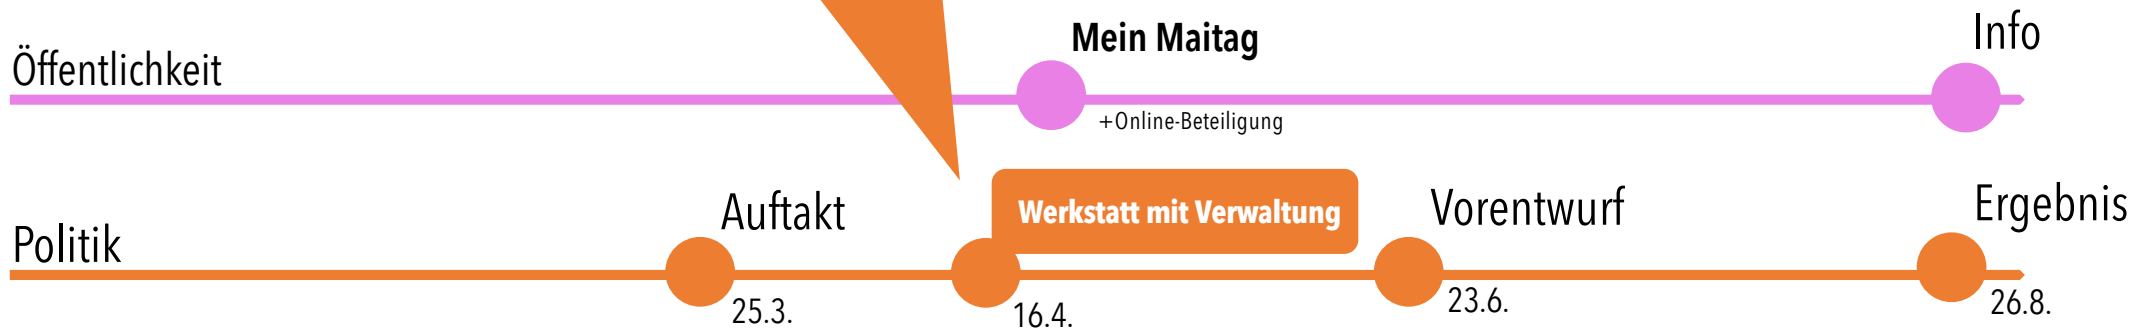 Öffentlichkeit
Mein Maitag
+Online-Beteiligung
Info
Politik
Auftakt
25.3.
Werkstatt mit Verwaltung
16.4.
Vorentwurf
23.6.
Ergebnis
26.8.